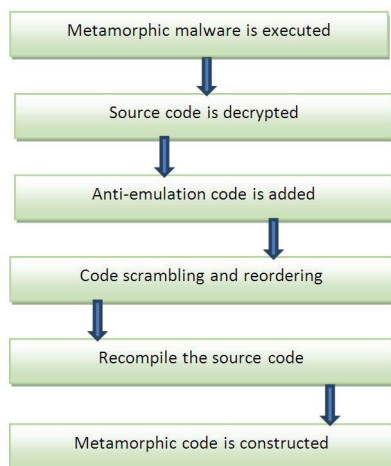 Metamorphic malware is executed
Source code is decrypted
Anti-emulation code is added
Code scrambling and reordering
Recompile the source code
Metamorphic code is constructed